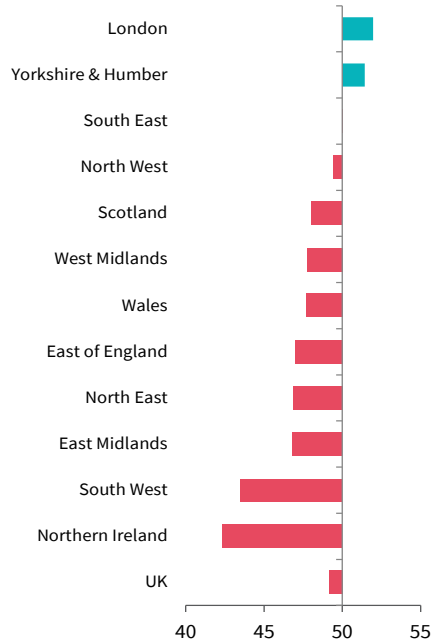 London
Yorkshire & Humber
South East
North West
Scotland
West Midlands
Wales
East of England
North East
East Midlands
South West
Northern Ireland
UK
40 45 50 55